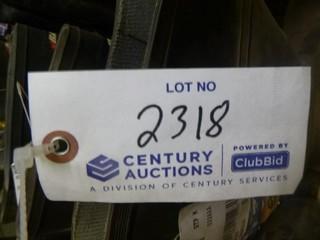 LOT NO
2318
CENTURY AUCTIONS
POWERED BY
ClubBid
A DIVISION OF CENTURY SERVICES